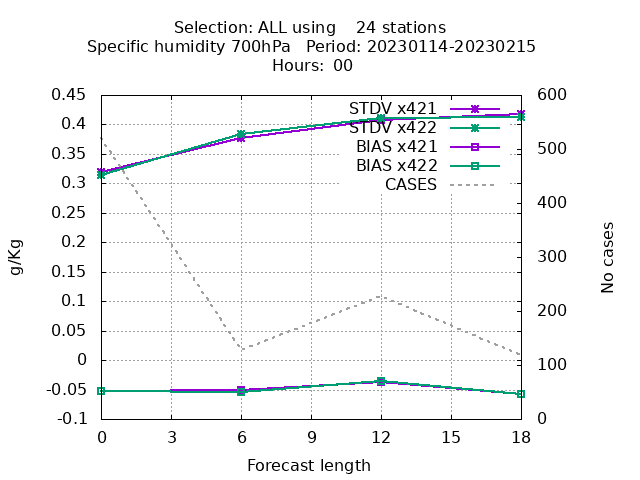 Selection: ALL using    24 stations
Specific humidity 700hPa   Period: 20230114-20230215
Hours:  00
STDV x421
STDV x422
BIAS x421
BIAS x422
CASES
0.45
0.4
0.35
0.3
0.25
0.2
0.15
0.1
0.05
0
-0.05
-0.1
g/Kg
600
500
400
300
200
100
0
No cases
0 3 6 9 12 15 18
Forecast length